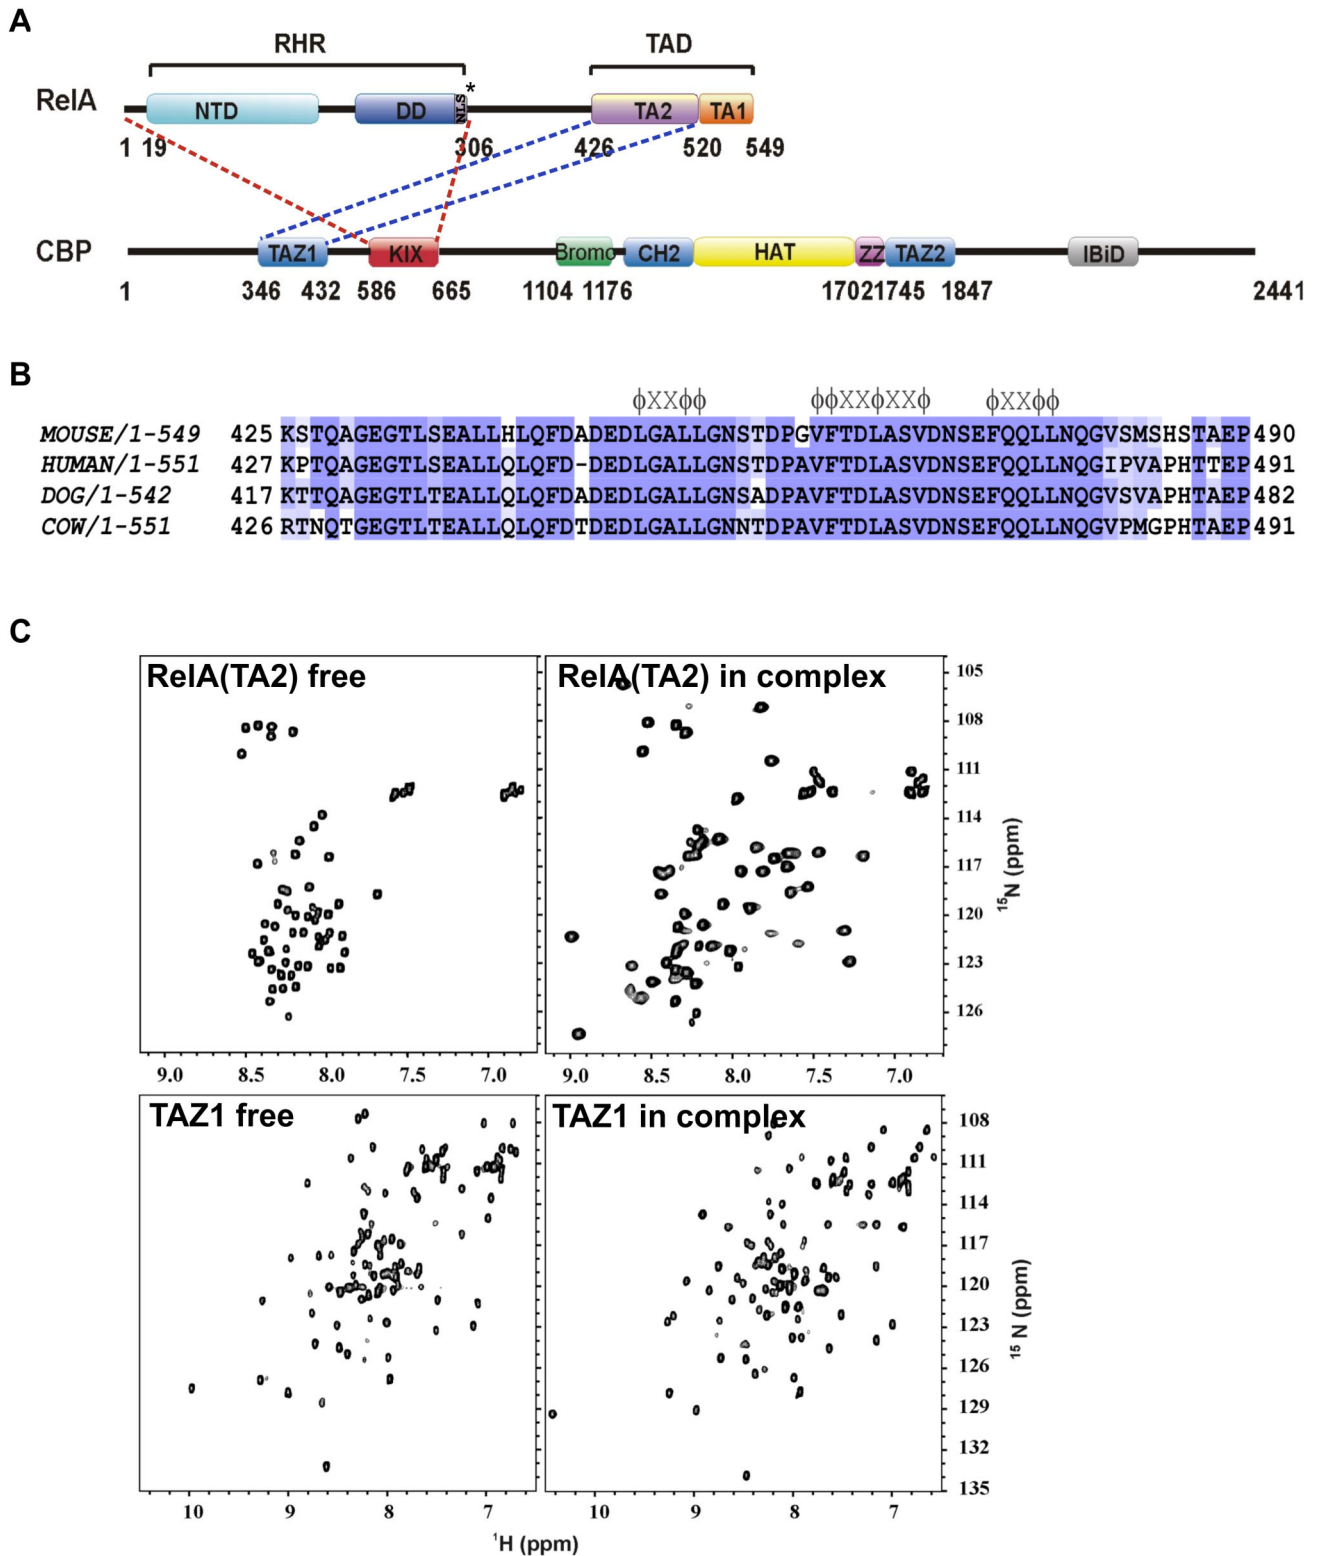 A
RHR TAD
RelA NTD DD NLS * TA2 TA1
1 19 306 426 520 549
CBP TAZ1 KIX Bromo CH2 HAT ZZ TAZ2 IBiD
1 346 432 586 665 1104 1176 1702 1745 1847 2441
B
ϕXXϕϕ ϕϕXXϕXXϕ ϕXXϕϕ
MOUSE/1-549 425 KSTQAGEGTLSEALLHLQFDADEDLGALLGNSTDPGVFTDLASVDNSEFQQLLNQGVSMSHSTAEP 490
HUMAN/1-551 427 KPTQAGEGTLSEALLQLQFD-DEDLGALLGNSTDPAVFTDLASVDNSEFQQLLNQGIPVAPHTTEP 491
DOG/1-542 417 KTTQAGEGTLTEALLQLQFDADEDLGALLGNSADPAVFTDLASVDNSEFQQLLNQGVSVAPHTAEP 482
COW/1-551 426 RTNQTGEGTLTEALLQLQFDTDEDLGALLGNNTDPAVFTDLASVDNSEFQQLLNQGVPMGPHTAEP 491
C
RelA(TA2) free RelA(TA2) in complex
105
108
111
114
117
120
123
126
15N (ppm)
9.0 8.5 8.0 7.5 7.0 9.0 8.5 8.0 7.5 7.0
TAZ1 free TAZ1 in complex
108
111
114
117
120
123
126
129
132
135
15 N (ppm)
10 9 8 7 10 9 8 7
1H (ppm)